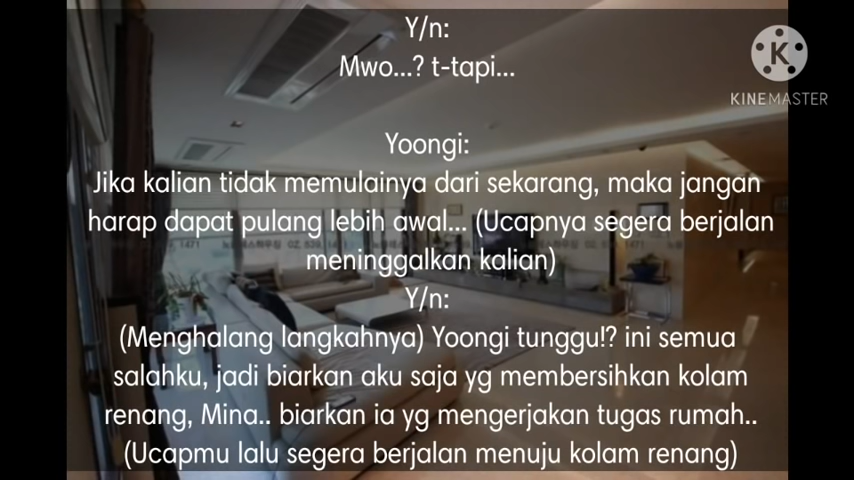 Y/n:
Mwo...? t-tapi...
KINEMASTER
Yoongi:
Jika kalian tidak memulainya dari sekarang, maka jangan
harap dapat pulang lebih awal... (Ucapnya segera berjalan
meninggalkan kalian)
Y/n:
(Menghalang langkahnya) Yoongi tunggu!? ini semua
salahku, jadi biarkan aku saja yg membersihkan kolam
renang, Mina.. biarkan ia yg mengerjakan tugas rumah..
(Ucapmu lalu segera berjalan menuju kolam renang)